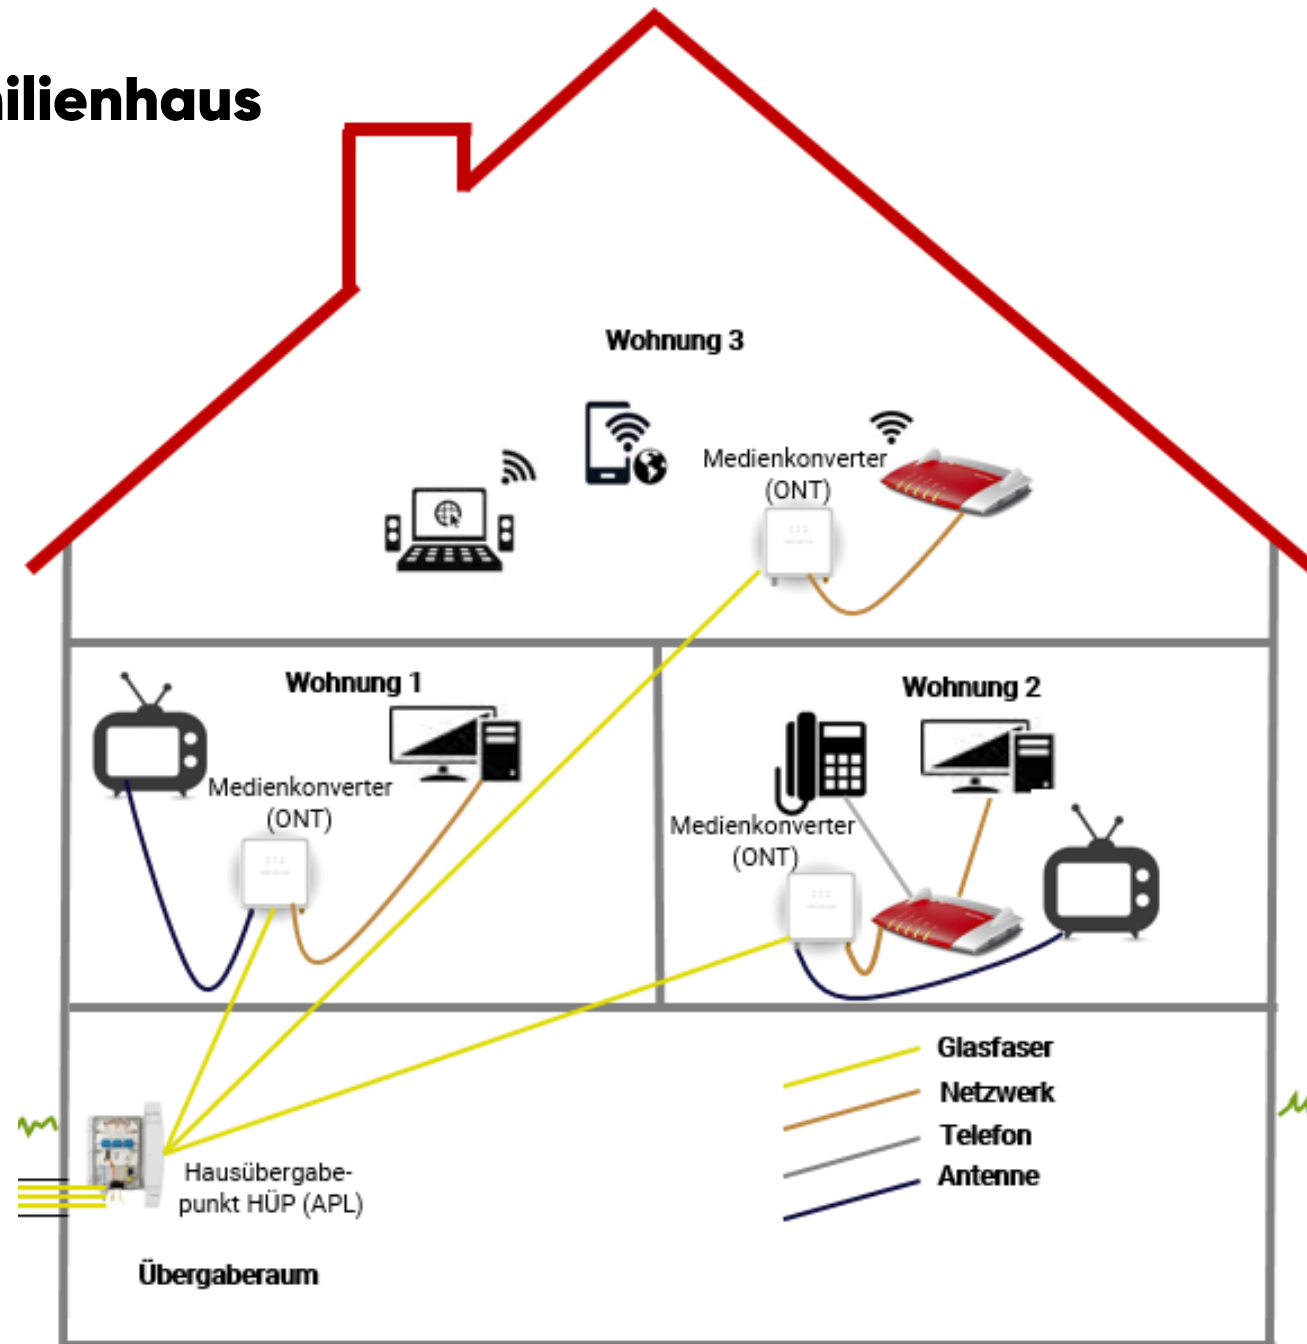 ilienhaus
Wohnung 3
Medienkonverter
(ONT)
Wohnung 1
Wohnung 2
Medienkonverter
(ONT)
Medienkonverter
(ONT)
Glasfaser
Netzwerk
Telefon
Antenne
Hausübergabe-
punkt HÜP (APL)
Übergaberaum